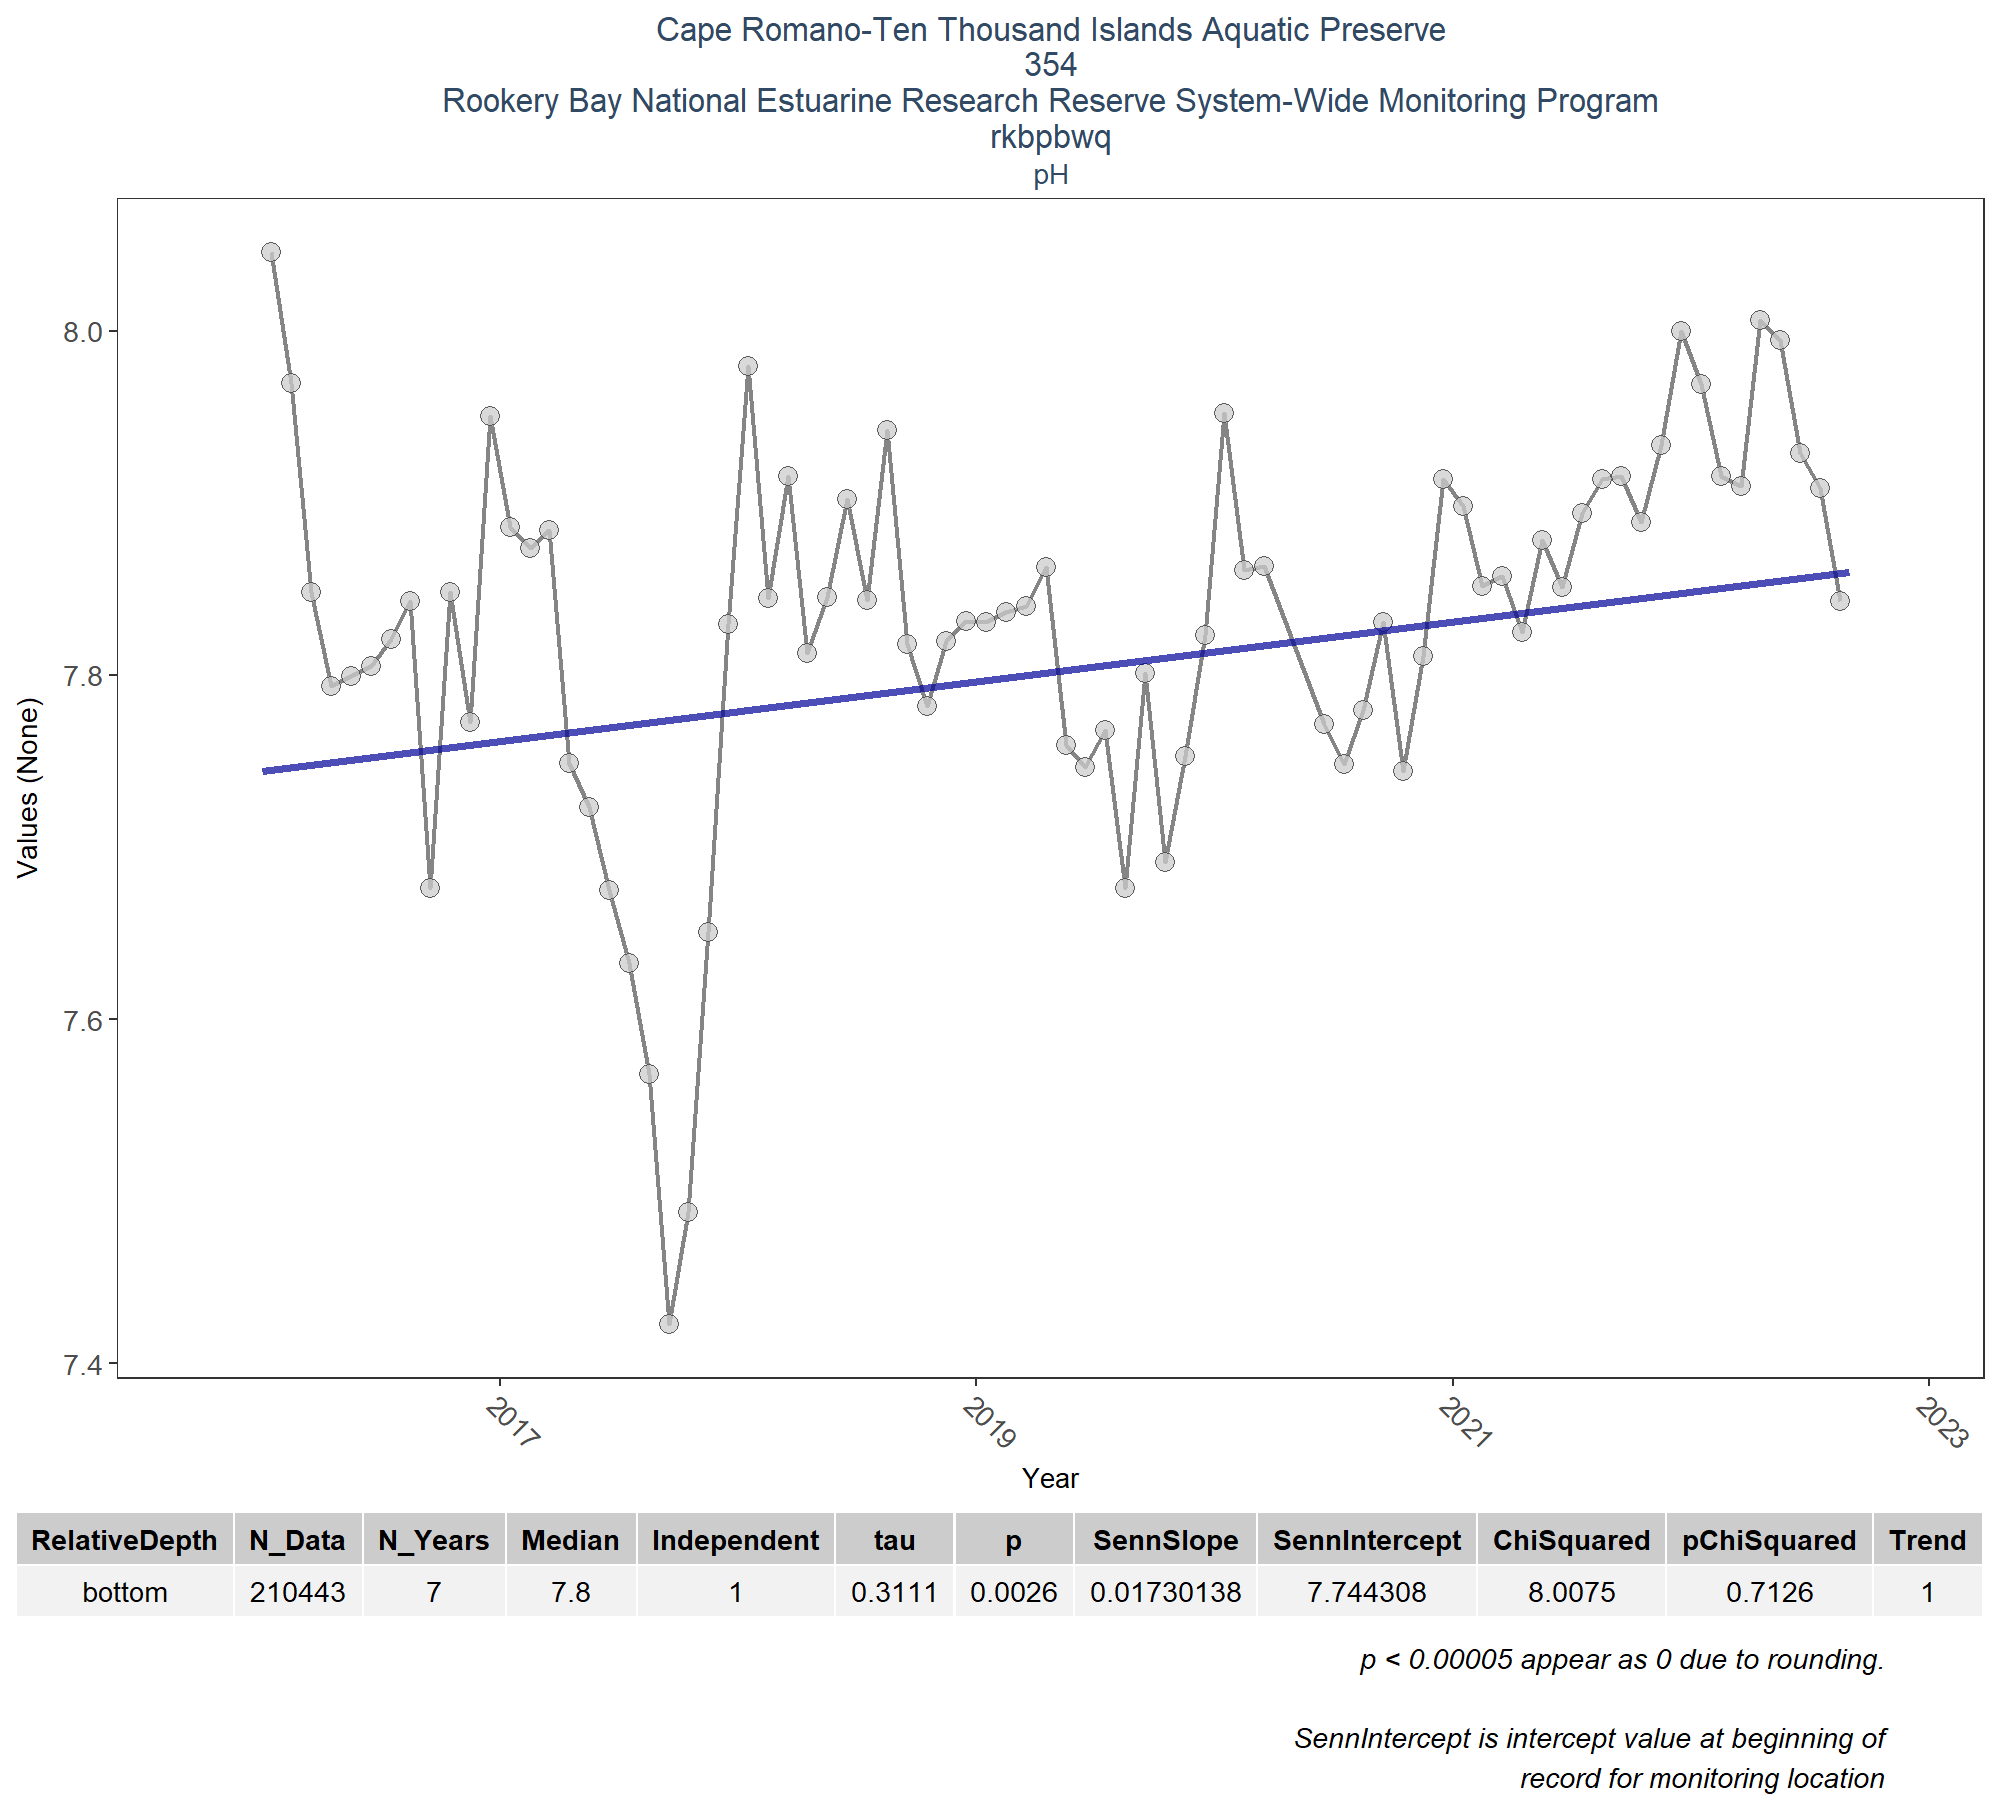 Cape Romano-Ten Thousand Islands Aquatic Preserve
354
Rookery Bay National Estuarine Research Reserve System-Wide Monitoring Program
rkbpbwq
pH
8.0
7.8
7.6
7.4
Values (None)
2017 2019 2021 2023
Year
RelativeDepth N_Data N_Years Median Independent tau p SennSlope SennIntercept ChiSquared pChiSquared Trend
bottom 210443 7 7.8 1 0.3111 0.0026 0.01730138 7.744308 8.0075 0.7126 1
p < 0.00005 appear as 0 due to rounding.
SennIntercept is intercept value at beginning of
record for monitoring location